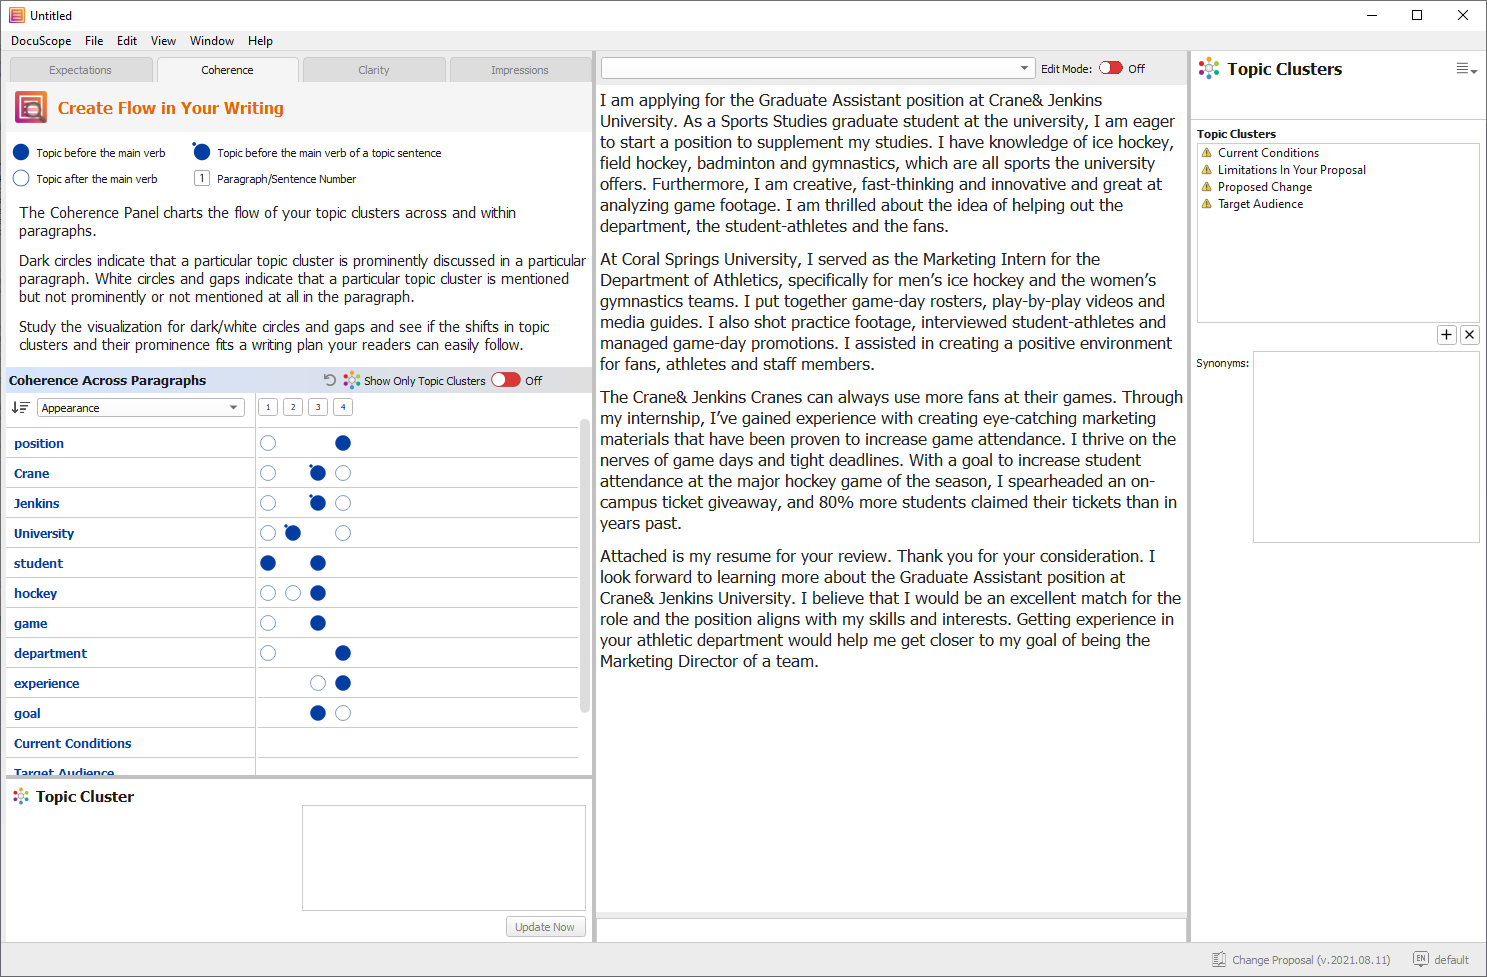 Untitled
DocuScope File Edit View Window Help
Expectations Coherence Clarity Impressions
Create Flow in Your Writing
Topic before the main verb
Topic before the main verb of a topic sentence
Topic after the main verb
1 Paragraph/Sentence Number
The Coherence Panel charts the flow of your topic clusters across and within
paragraphs.
Dark circles indicate that a particular topic cluster is prominently discussed in a particular
paragraph. White circles and gaps indicate that a particular topic cluster is mentioned
but not prominently or not mentioned at all in the paragraph.
Study the visualization for dark/white circles and gaps and see if the shifts in topic
clusters and their prominence fits a writing plan your readers can easily follow.
Coherence Across Paragraphs
Show Only Topic Clusters Off
Appearance
1 2 3 4
position
Crane
Jenkins
University
student
hockey
game
department
experience
goal
Current Conditions
Target Audience
Topic Cluster
Update Now
Edit Mode: Off
I am applying for the Graduate Assistant position at Crane& Jenkins
University. As a Sports Studies graduate student at the university, I am eager
to start a position to supplement my studies. I have knowledge of ice hockey,
field hockey, badminton and gymnastics, which are all sports the university
offers. Furthermore, I am creative, fast-thinking and innovative and great at
analyzing game footage. I am thrilled about the idea of helping out the
department, the student-athletes and the fans.
At Coral Springs University, I served as the Marketing Intern for the
Department of Athletics, specifically for men's ice hockey and the women's
gymnastics teams. I put together game-day rosters, play-by-play videos and
media guides. I also shot practice footage, interviewed student-athletes and
managed game-day promotions. I assisted in creating a positive environment
for fans, athletes and staff members.
The Crane& Jenkins Cranes can always use more fans at their games. Through
my internship, I've gained experience with creating eye-catching marketing
materials that have been proven to increase game attendance. I thrive on the
nerves of game days and tight deadlines. With a goal to increase student
attendance at the major hockey game of the season, I spearheaded an on-
campus ticket giveaway, and 80% more students claimed their tickets than in
years past.
Attached is my resume for your review. Thank you for your consideration. I
look forward to learning more about the Graduate Assistant position at
Crane& Jenkins University. I believe that I would be an excellent match for the
role and the position aligns with my skills and interests. Getting experience in
your athletic department would help me get closer to my goal of being the
Marketing Director of a team.
Topic Clusters
Topic Clusters
Current Conditions
Limitations In Your Proposal
Proposed Change
Target Audience
Synonyms:
Change Proposal (v.2021.08.11)
EN default